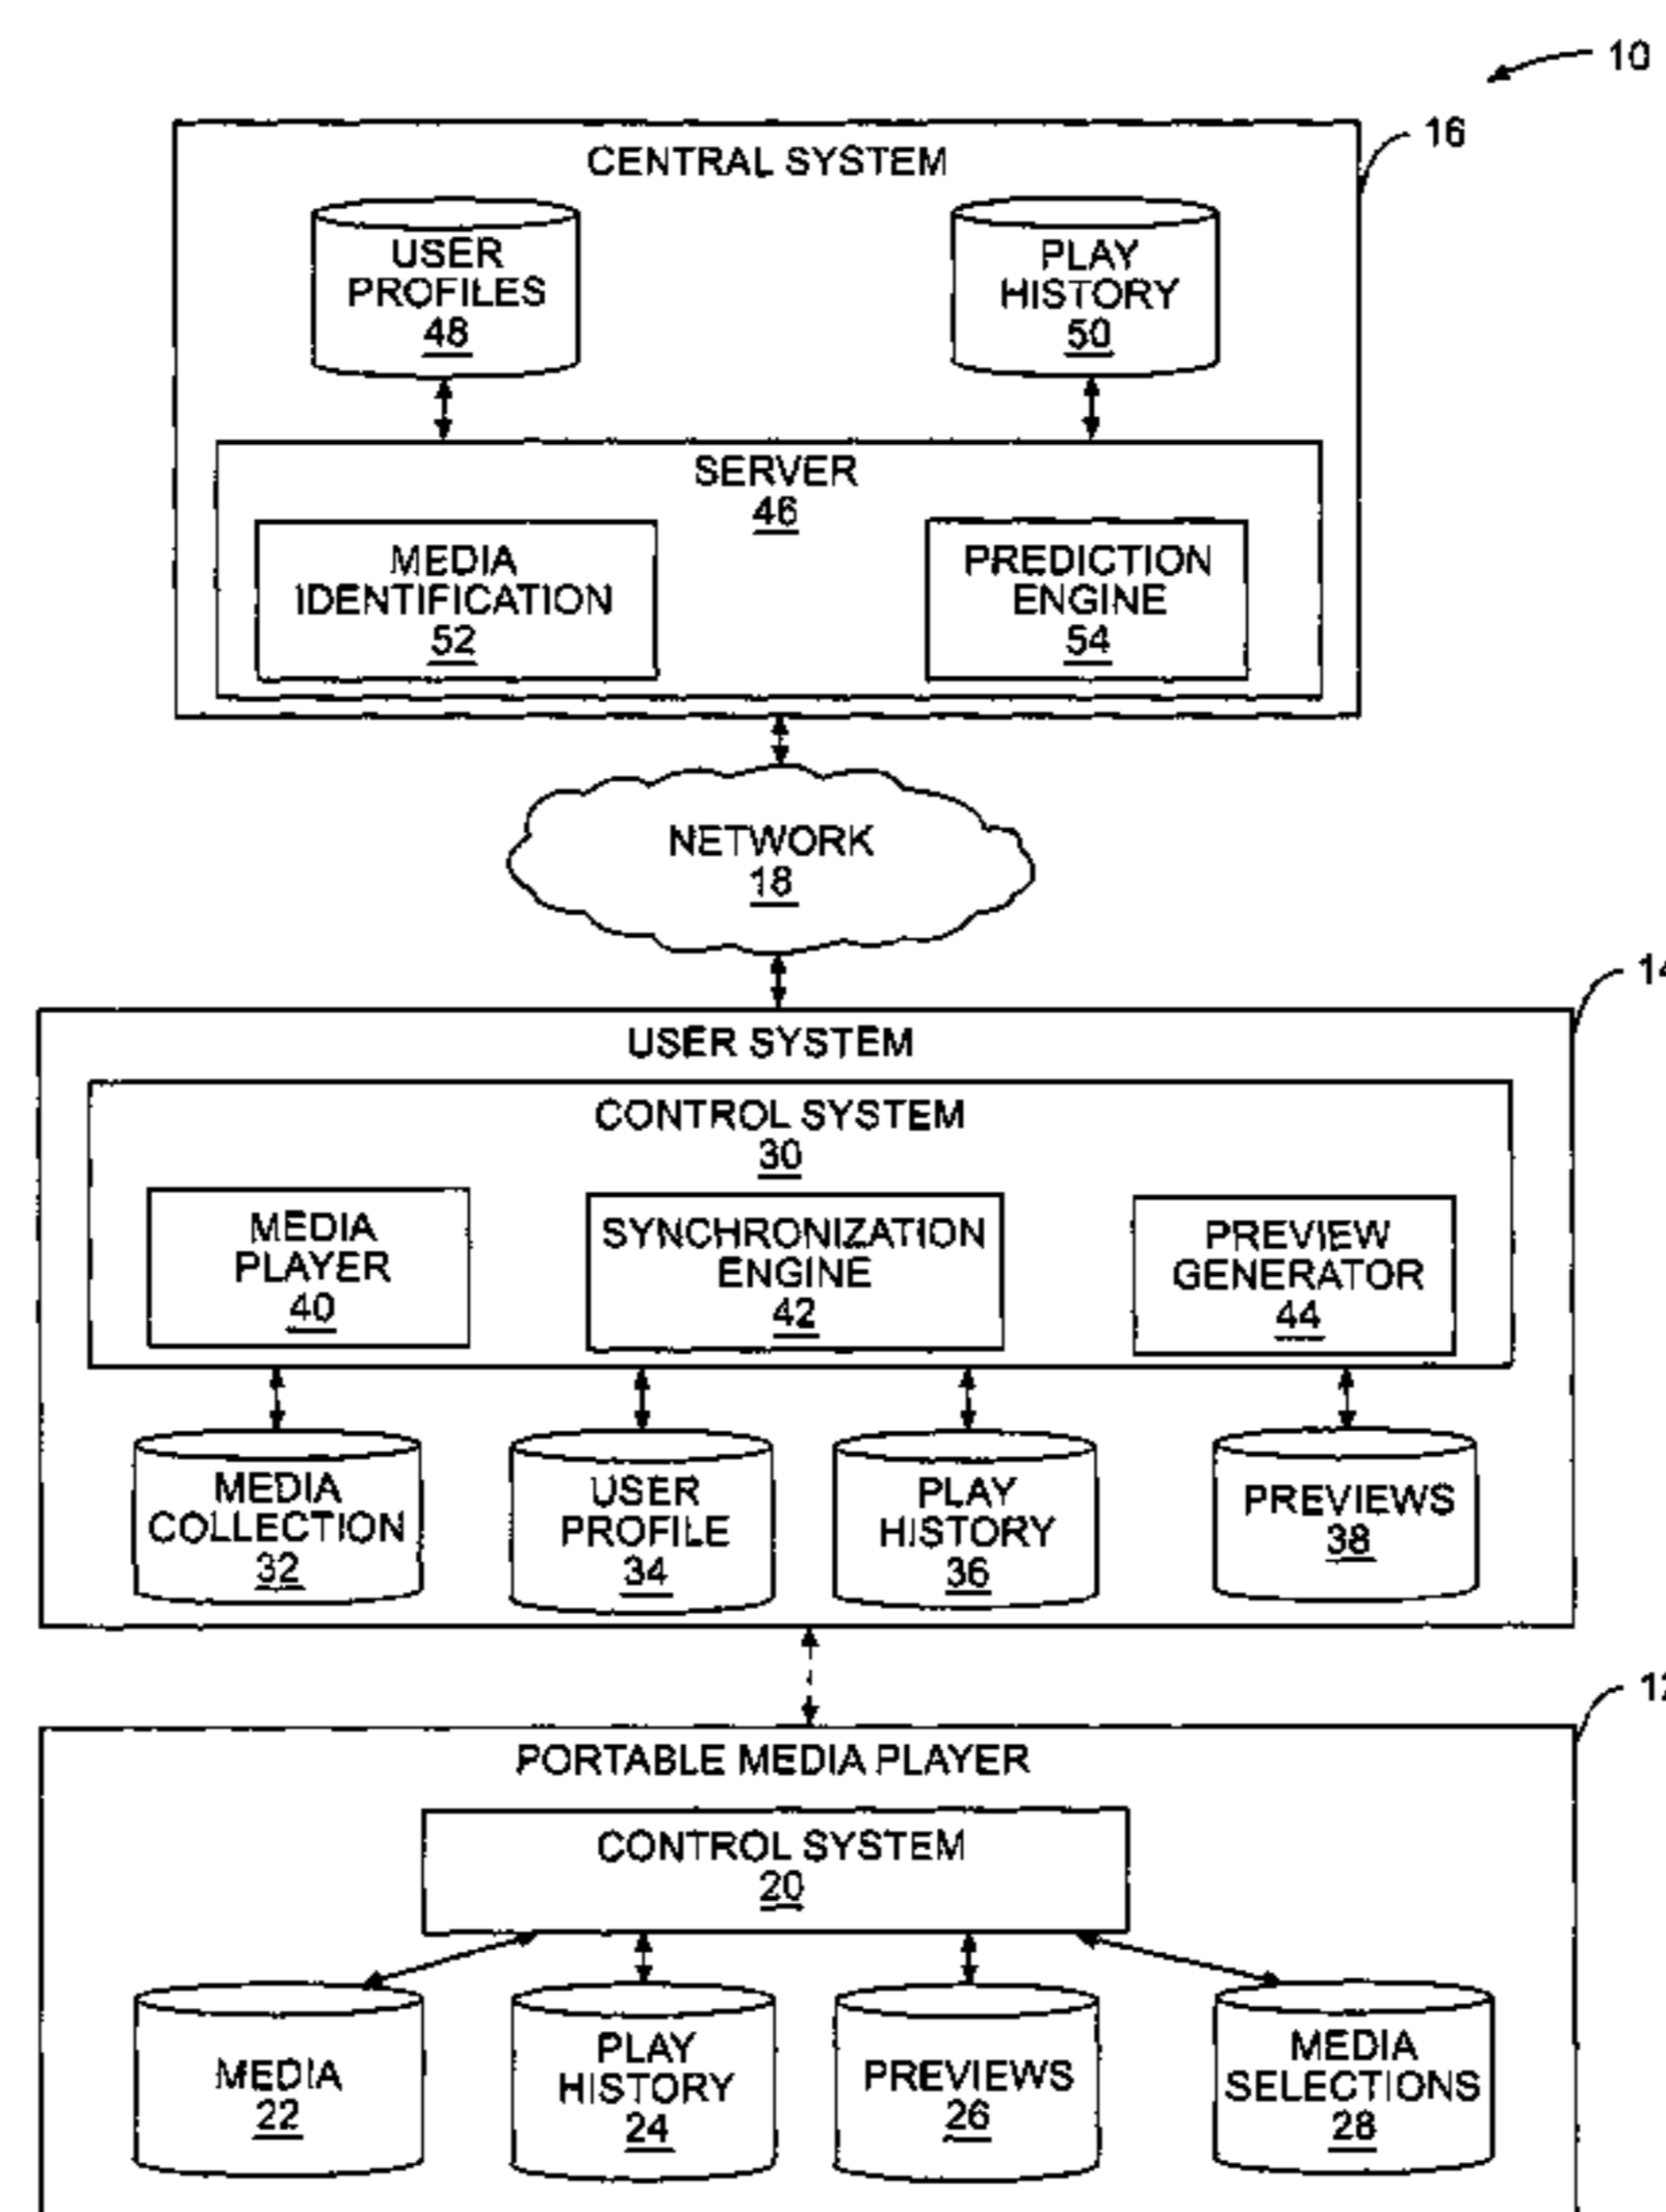 10
16
CENTRAL SYSTEM
USER
PROFILES
48
PLAY
HISTORY
50
SERVER
46
MEDIA
IDENTIFICATION
52
PREDICTION
ENGINE
54
NETWORK
18
14
USER SYSTEM
CONTROL SYSTEM
30
MEDIA
PLAYER
40
SYNCHRONIZATION
ENGINE
42
PREVIEW
GENERATOR
44
MEDIA
COLLECTION
32
USER
PROFILE
34
PLAY
HISTORY
36
PREVIEWS
38
12
PORTABLE MEDIA PLAYER
CONTROL SYSTEM
20
MEDIA
22
PLAY
HISTORY
24
PREVIEWS
26
MEDIA
SELECTIONS
28